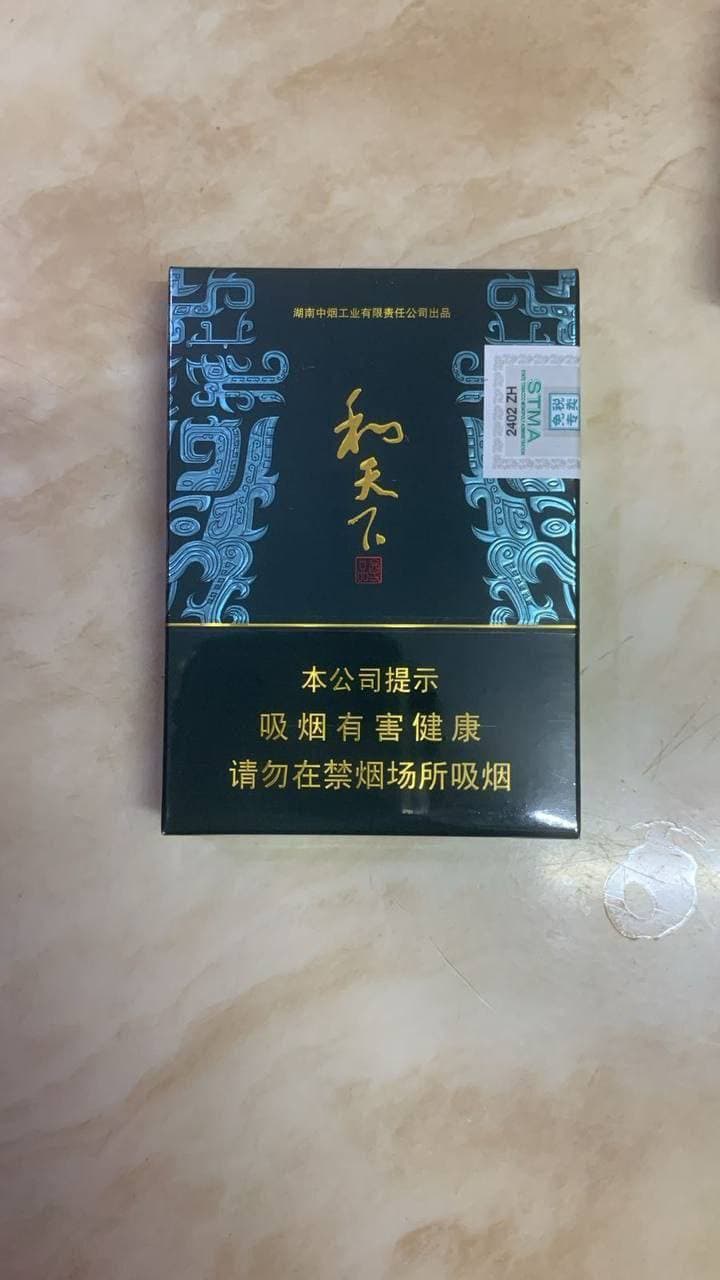 湖南中烟工业有限责任公司出品
和天下
STMA
2402 ZH
免税
专卖
本公司提示
吸烟有害健康
请勿在禁烟场所吸烟